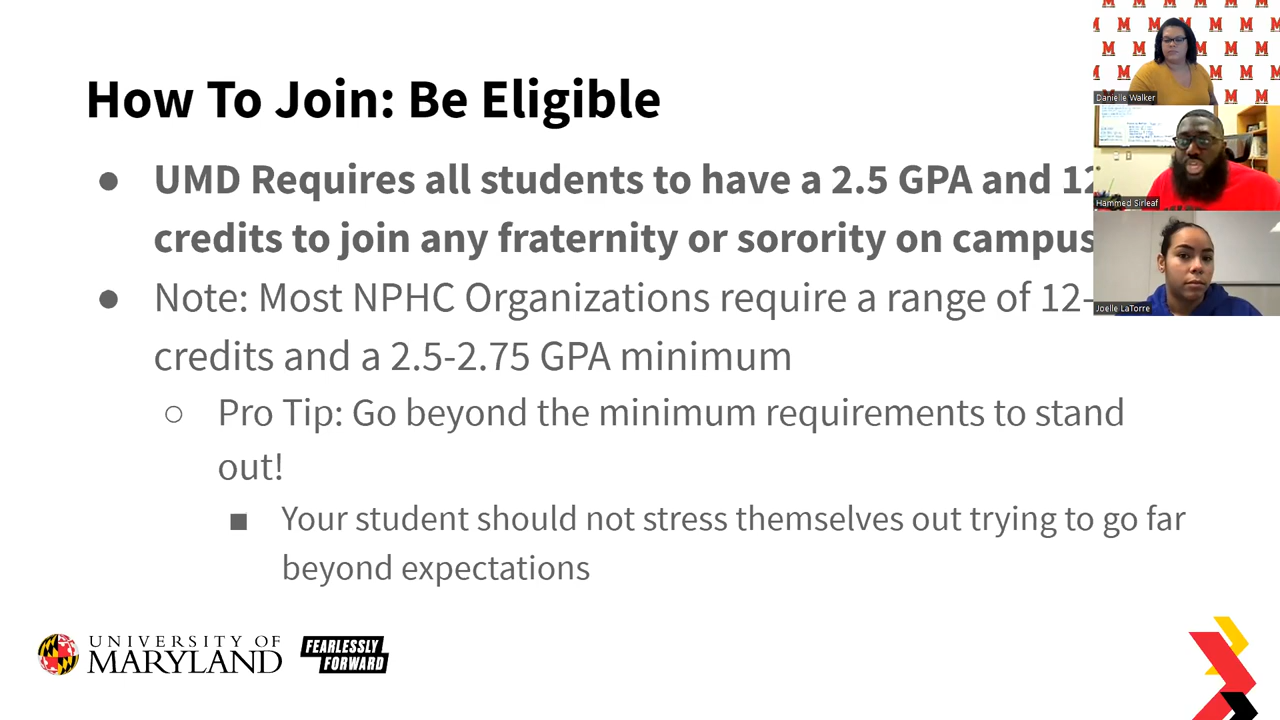 How To Join: Be Eligible
● UMD Requires all students to have a 2.5 GPA and 12
credits to join any fraternity or sorority on campus
● Note: Most NPHC Organizations require a range of 12-
credits and a 2.5-2.75 GPA minimum
○ Pro Tip: Go beyond the minimum requirements to stand
out!
■ Your student should not stress themselves out trying to go far
beyond expectations
Danielle Walker
Hammed Sirleaf
Joelle LaTorre
UNIVERSITY OF
MARYLAND
FEARLESSLY
FORWARD